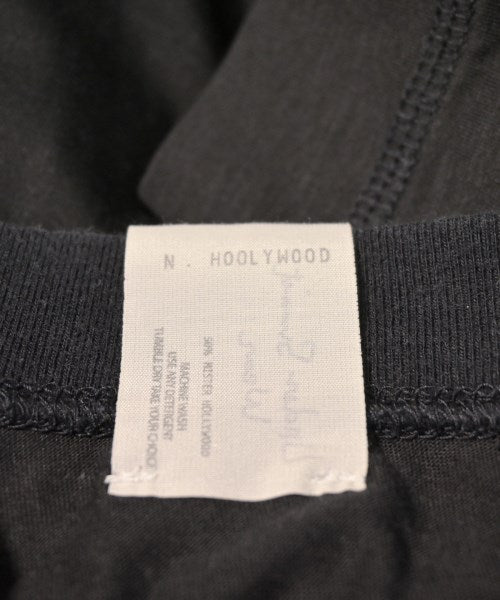 N. HOOLYWOOD
50% MISTER HOLLYWOOD
MACHINE WASH
USE ANY DETERGENT
TUMBLE DRY TAKE YOUR CHOICE